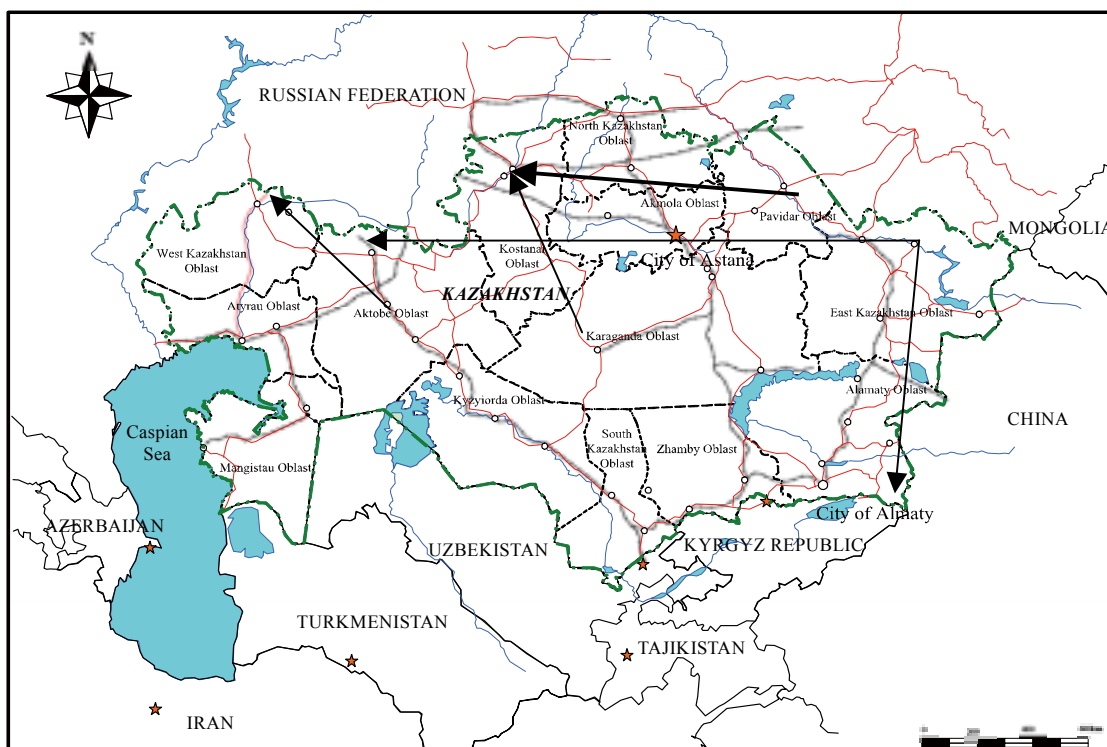 N
RUSSIAN FEDERATION
North Kazakhstan
Oblast
Akmola Oblast
Pavidar Oblast
MONGOLIA
West Kazakhstan
Oblast
Kostanai
Oblast
City of Astana
KAZAKHSTAN
Atyrau Oblast
Aktobe Oblast
East Kazakhstan Oblast
Karaganda Oblast
Alamaty Oblast
Kyzyiorda Oblast
CHINA
Caspian
Sea
South
Kazakhstan
Oblast
Zhamby Oblast
Mangistau Oblast
City of Almaty
AZERBAIJAN
UZBEKISTAN
KYRGYZ REPUBLIC
TURKMENISTAN
TAJIKISTAN
IRAN